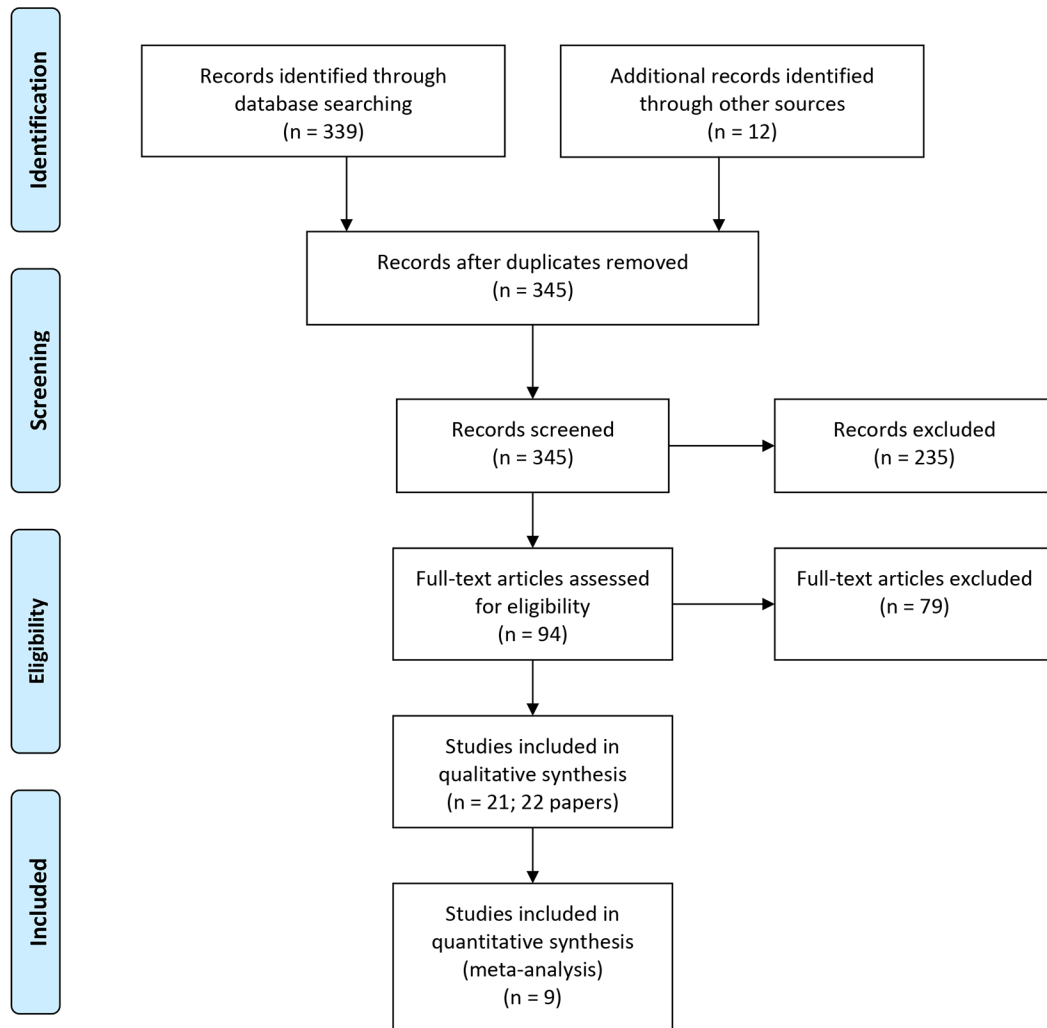 Identification
Records identified through
database searching
(n = 339)
Additional records identified
through other sources
(n = 12)
Records after duplicates removed
(n = 345)
Screening
Records screened
(n = 345)
Records excluded
(n = 235)
Eligibility
Full-text articles assessed
for eligibility
(n = 94)
Full-text articles excluded
(n = 79)
Studies included in
qualitative synthesis
(n = 21; 22 papers)
Included
Studies included in
quantitative synthesis
(meta-analysis)
(n = 9)